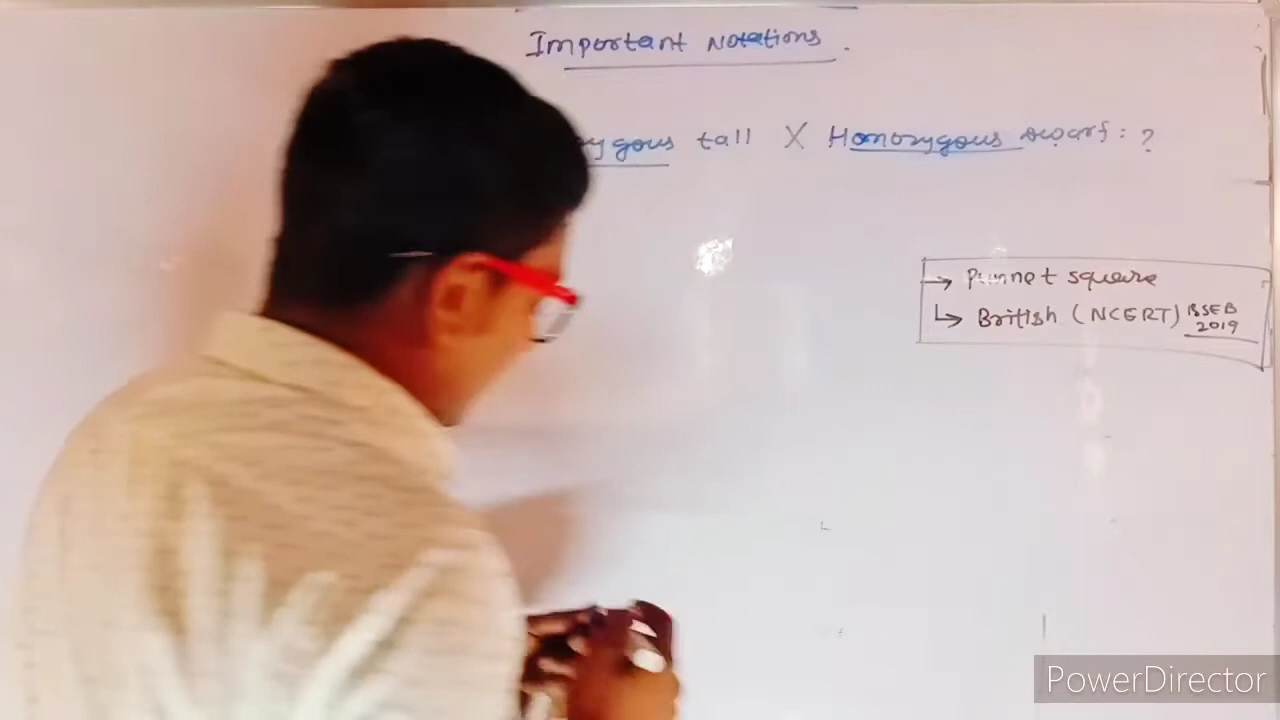 Important Notations.
ygous tall X Homozygous dwarf: ?
→ Punnet square
↳ British (NCERT) BSEB 2019
PowerDirector